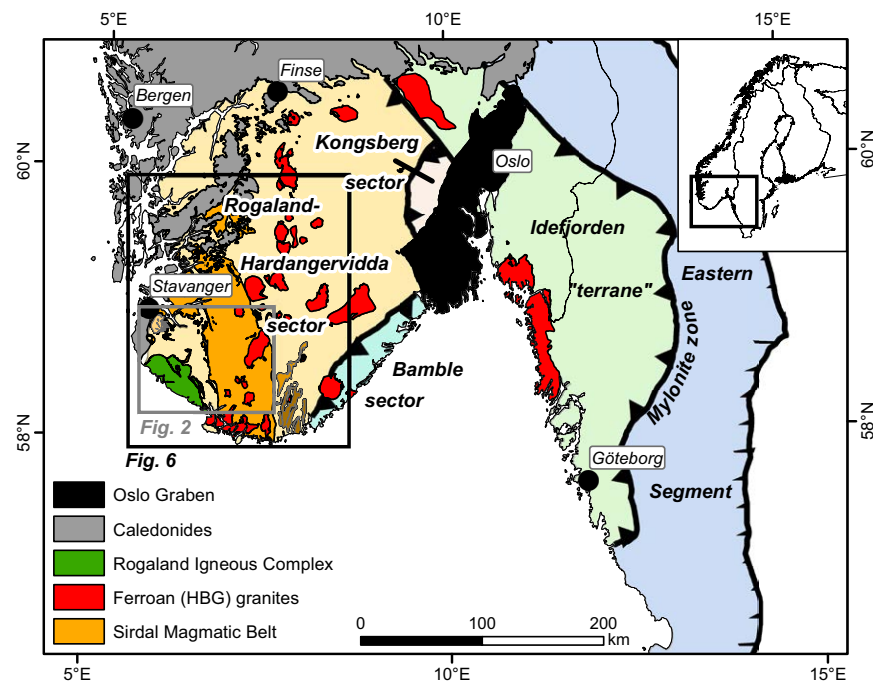 5°E
10°E
15°E
Finse
Bergen
Kongsberg
sector
Oslo
60°N
60°N
Rogaland-
Hardangervidda
sector
Idefjorden
"terrane"
Eastern
Stavanger
Mylonite zone
Bamble
sector
58°N
58°N
Fig. 2
Fig. 6
Göteborg
Segment
Oslo Graben
Caledonides
Rogaland Igneous Complex
Ferroan (HBG) granites
Sirdal Magmatic Belt
0
100
200
km
5°E
10°E
15°E